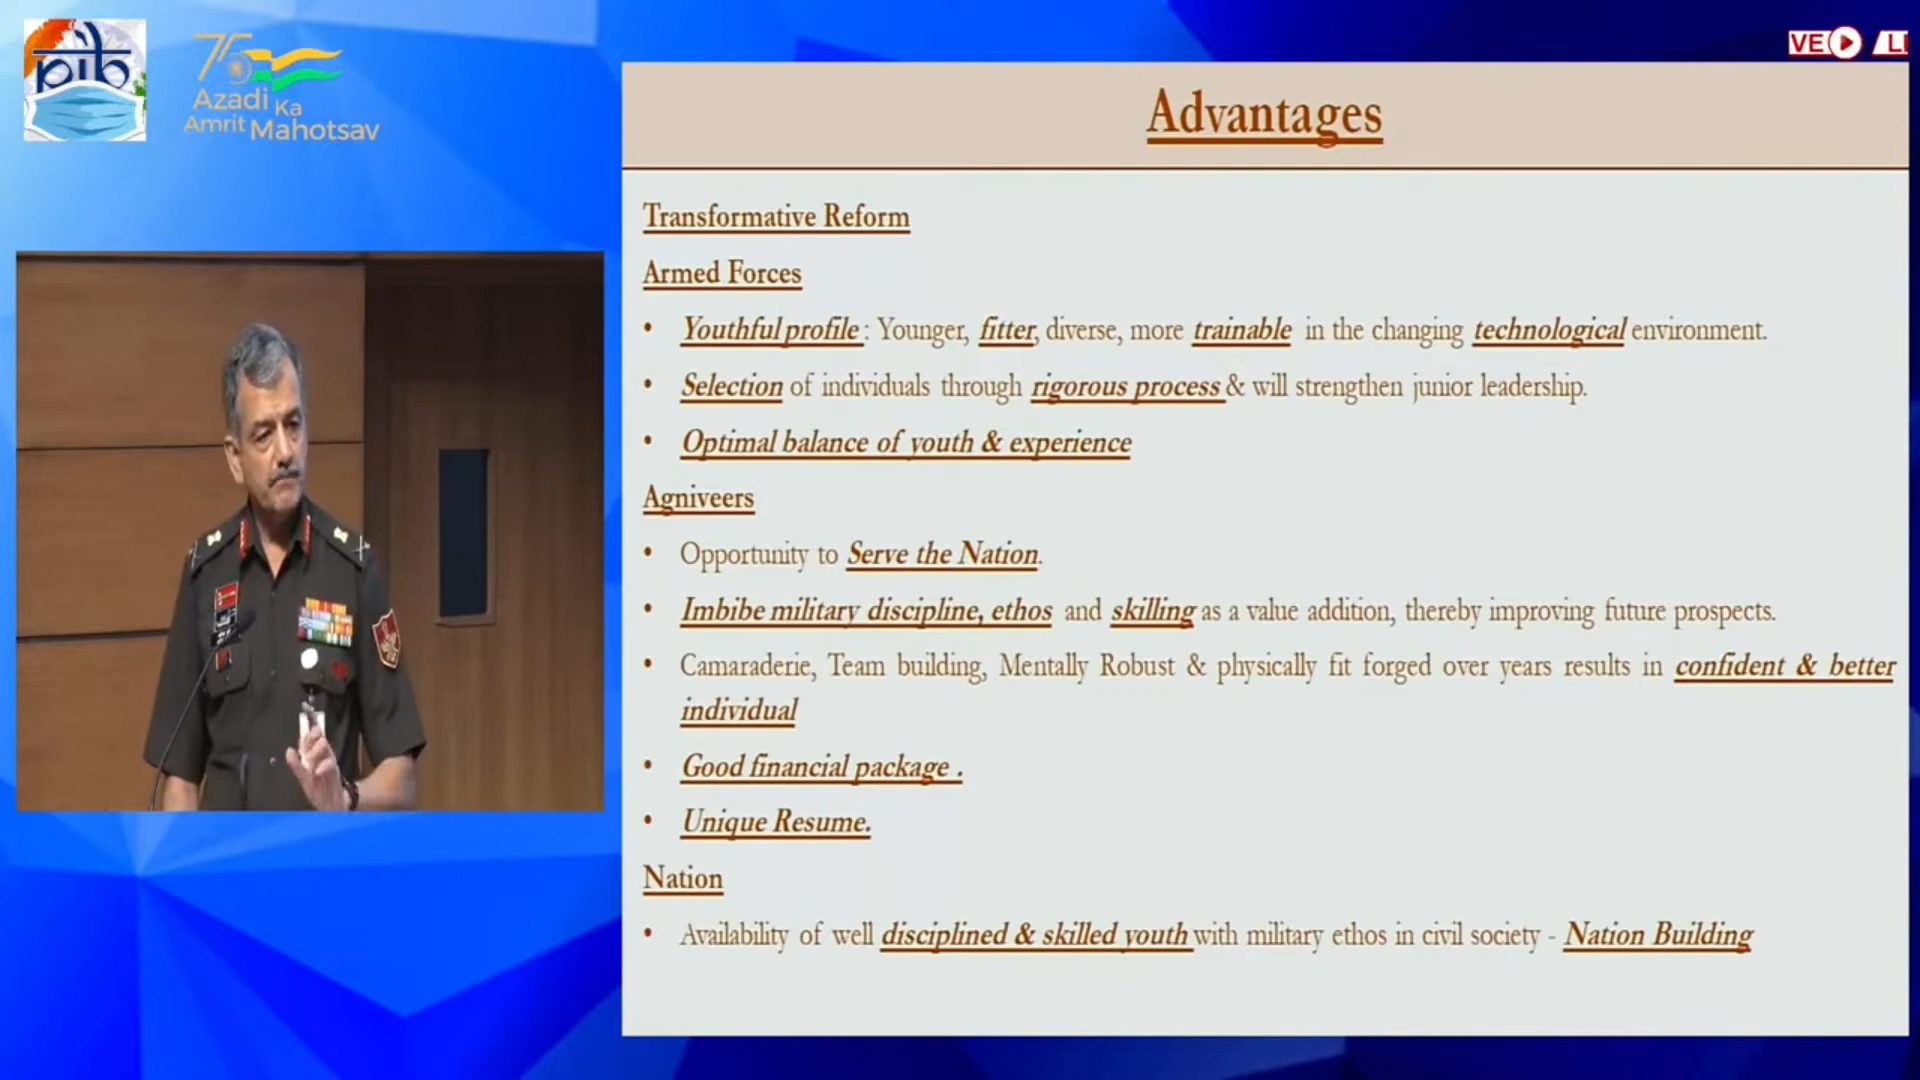 pib
75
Azadi Ka
Amrit Mahotsav
VE LI
Advantages
Transformative Reform
Armed Forces
• Youthful profile : Younger, fitter, diverse, more trainable in the changing technological environment.
• Selection of individuals through rigorous process & will strengthen junior leadership.
• Optimal balance of youth & experience
Agniveers
• Opportunity to Serve the Nation.
• Imbibe military discipline, ethos and skilling as a value addition, thereby improving future prospects.
• Camaraderie, Team building, Mentally Robust & physically fit forged over years results in confident & better
individual
• Good financial package .
• Unique Resume.
Nation
• Availability of well disciplined & skilled youth with military ethos in civil society - Nation Building